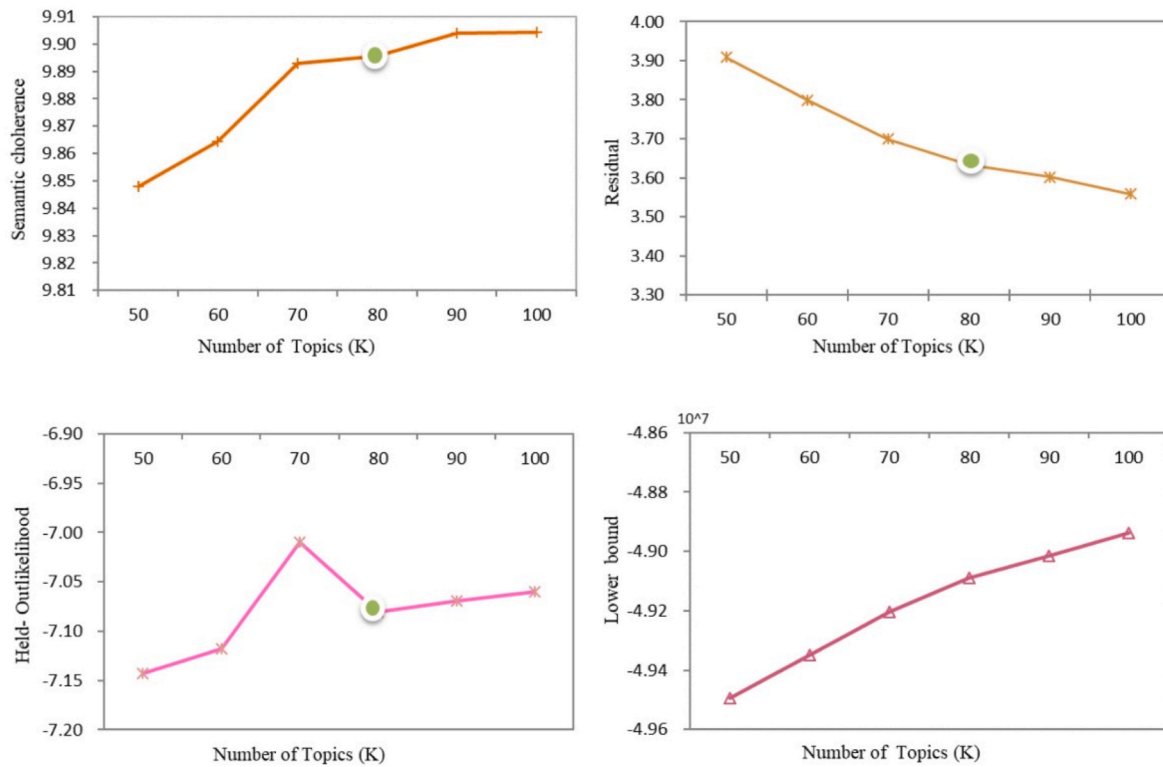 9.91
9.90
9.89
9.88
9.87
9.86
9.85
9.84
9.83
9.82
9.81
Semantic choherence
50 60 70 80 90 100
Number of Topics (K)
4.00
3.90
3.80
3.70
3.60
3.50
3.40
3.30
Residual
50 60 70 80 90 100
Number of Topics (K)
-6.90
-6.95
-7.00
-7.05
-7.10
-7.15
-7.20
Held- Outlikelihood
50 60 70 80 90 100
Number of Topics (K)
10^7
-4.86
-4.88
-4.90
-4.92
-4.94
-4.96
Lower bound
50 60 70 80 90 100
Number of Topics (K)